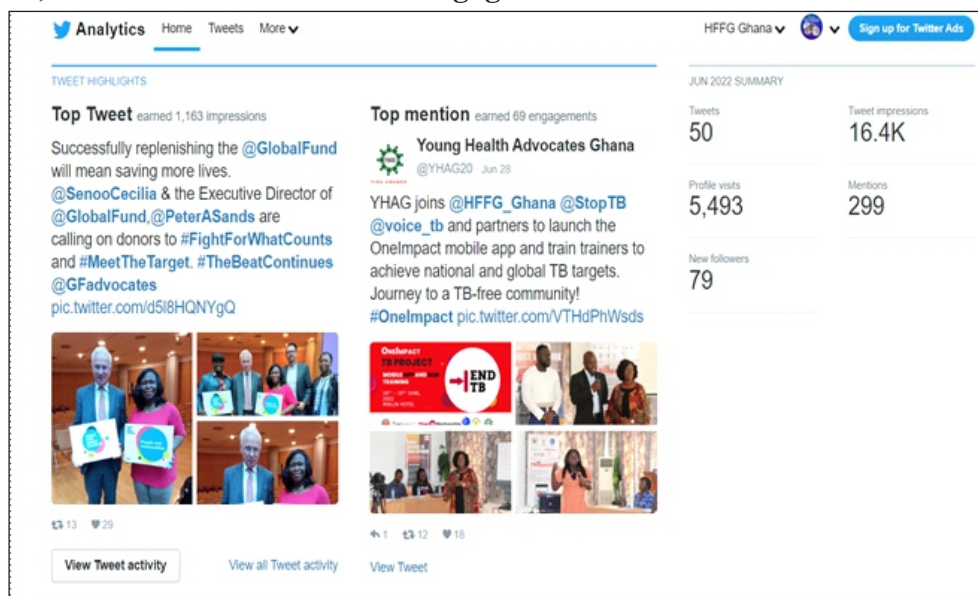 Analytics Home Tweets More
HFFG Ghana
Sign up for Twitter Ads
TWEET HIGHLIGHTS
Top Tweet earned 1,163 impressions
Successfully replenishing the @GlobalFund
will mean saving more lives.
@SenooCecilia & the Executive Director of
@GlobalFund,@PeterASands are
calling on donors to #FightForWhatCounts
and #MeetTheTarget. #TheBeatContinues
@GFadvocates
pic.twitter.com/d5l8HQNYgQ
13 29
View Tweet activity
View all Tweet activity
Top mention earned 69 engagements
Young Health Advocates Ghana
@YHAG20 · Jun 28
YHAG joins @HFFG_Ghana @StopTB
@voice_tb and partners to launch the
OneImpact mobile app and train trainers to
achieve national and global TB targets.
Journey to a TB-free community!
#OneImpact pic.twitter.com/VTHdPhWsds
ONEIMPACT
TB PROJECT
TRAINING
END
TB
1 12 18
View Tweet
JUN 2022 SUMMARY
Tweets
50
Tweet impressions
16.4K
Profile visits
5,493
Mentions
299
New followers
79